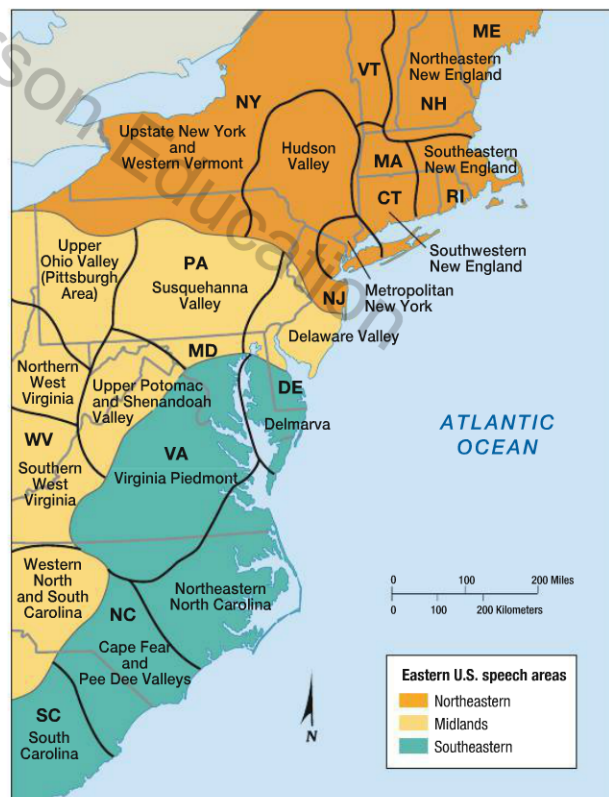 ME
Northeastern
New England
VT
NH
NY
Upstate New York
and
Western Vermont
Hudson
Valley
MA
Southeastern
New England
CT
RI
Southwestern
New England
Metropolitan
New York
NJ
Upper
Ohio Valley
(Pittsburgh
Area)
PA
Susquehanna
Valley
Delaware Valley
MD
Northern
West
Virginia
Upper Potomac
and Shenandoah
Valley
DE
Delmarva
WV
Southern
West
Virginia
VA
Virginia Piedmont
ATLANTIC
OCEAN
Western
North
and South
Carolina
Northeastern
North Carolina
NC
Cape Fear
and
Pee Dee Valleys
SC
South
Carolina
0 100 200 Miles
0 100 200 Kilometers
N
Eastern U.S. speech areas
Northeastern
Midlands
Southeastern
rson Education